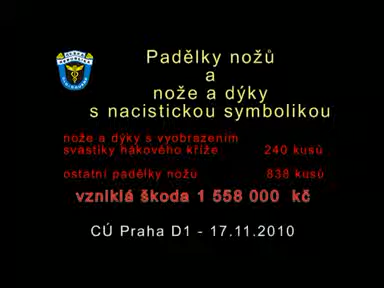 Padělky nožů
a
nože a dýky
s nacistickou symbolikou
nože a dýky s vyobrazením
svastiky hákového kříže 240 kusů
ostatní padělky nožů 838 kusů
vzniklá škoda 1 558 000 kč
CÚ Praha D1 - 17.11.2010